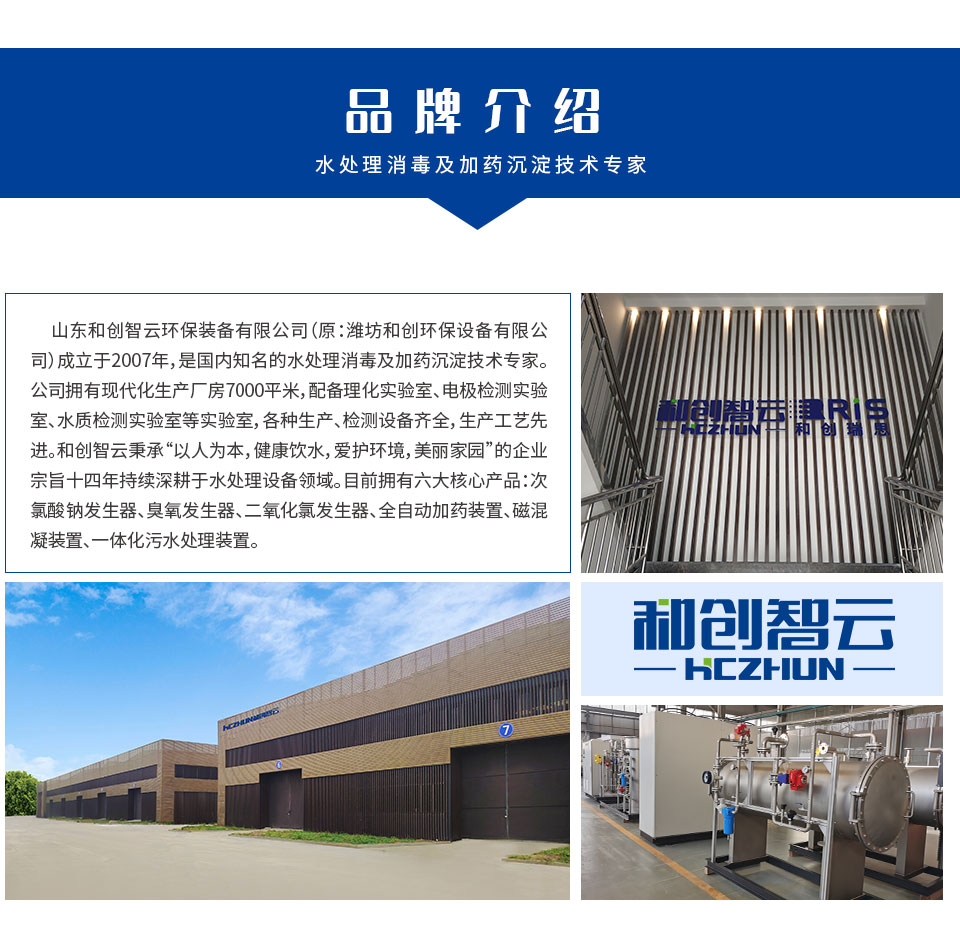 品牌介绍
水处理消毒及加药沉淀技术专家
山东和创智云环保装备有限公司（原：潍坊和创环保设备有限公
司）成立于2007年，是国内知名的水处理消毒及加药沉淀技术专家。
公司拥有现代化生产厂房7000平米，配备理化实验室、电极检测实验
室、水质检测实验室等实验室，各种生产、检测设备齐全，生产工艺先
进。和创智云秉承“以人为本，健康饮水，爱护环境，美丽家园”的企业
宗旨十四年持续深耕于水处理设备领域。目前拥有六大核心产品：次
氯酸钠发生器、臭氧发生器、二氧化氯发生器、全自动加药装置、磁混
凝装置、一体化污水处理装置。
和创智云 RiS
HCZHUN 和创瑞思
和创智云
HCZHUN
HCZHUN和创智云
7